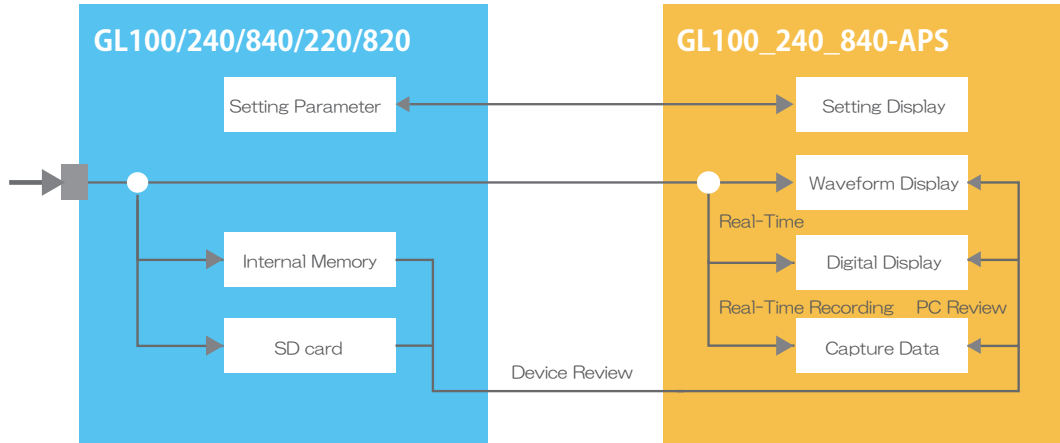 GL100/240/840/220/820
GL100_240_840-APS
Setting Parameter
Setting Display
Waveform Display
Real-Time
Internal Memory
Digital Display
Real-Time Recording
PC Review
SD card
Capture Data
Device Review